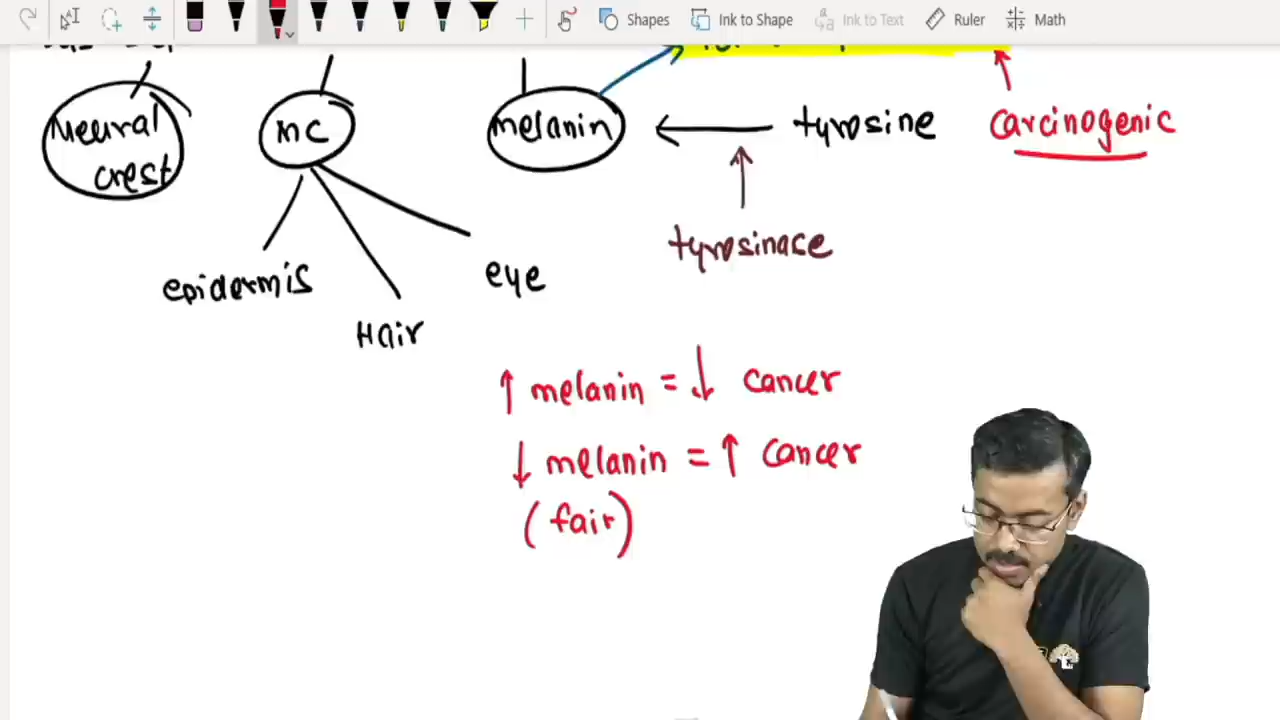 Shapes
Ink to Shape
Ink to Text
Ruler
Math
Neural
crest
MC
melanin
tyrosine
carcinogenic
tyrosinase
epidermis
Hair
eye
↑ melanin = ↓ cancer
↓ melanin = ↑ cancer
(fair)